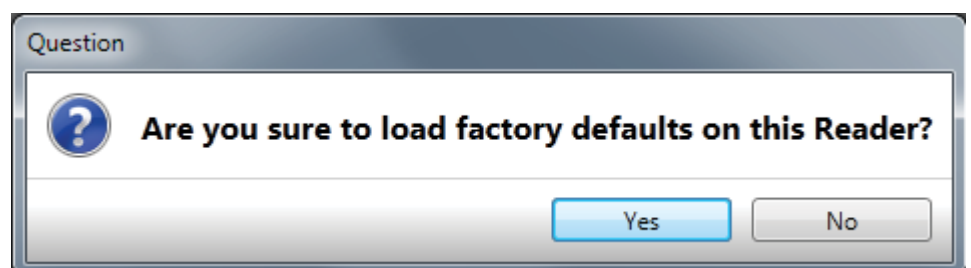 Question
Are you sure to load factory defaults on this Reader?
Yes No